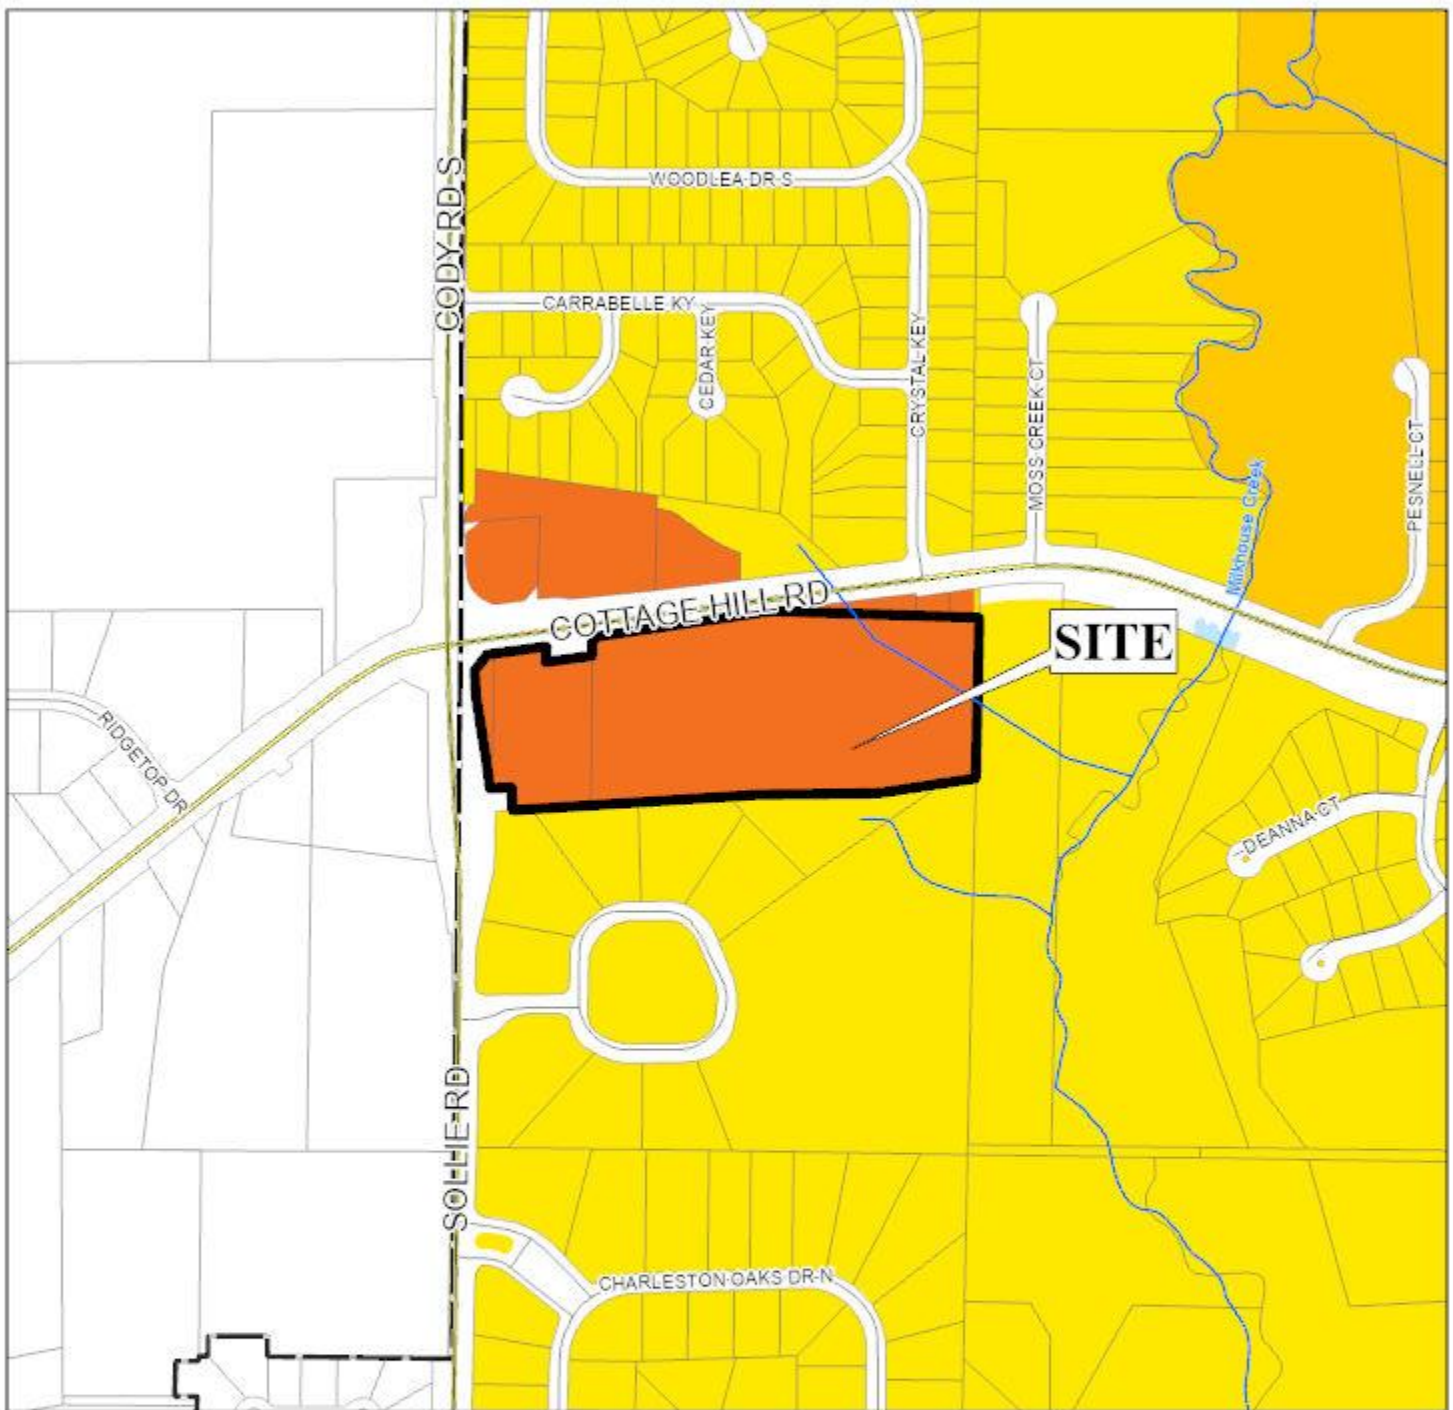 WOODLEA DR S
CODY RD S
CARRABELLE KY
CEDAR KEY
CRYSTAL KEY
MOSS CREEK CT
PESNELL CT
Milkhouse Creek
COTTAGE HILL RD
SITE
RIDGETOP DR
DEANNA CT
SOLLIE RD
CHARLESTON OAKS DR N